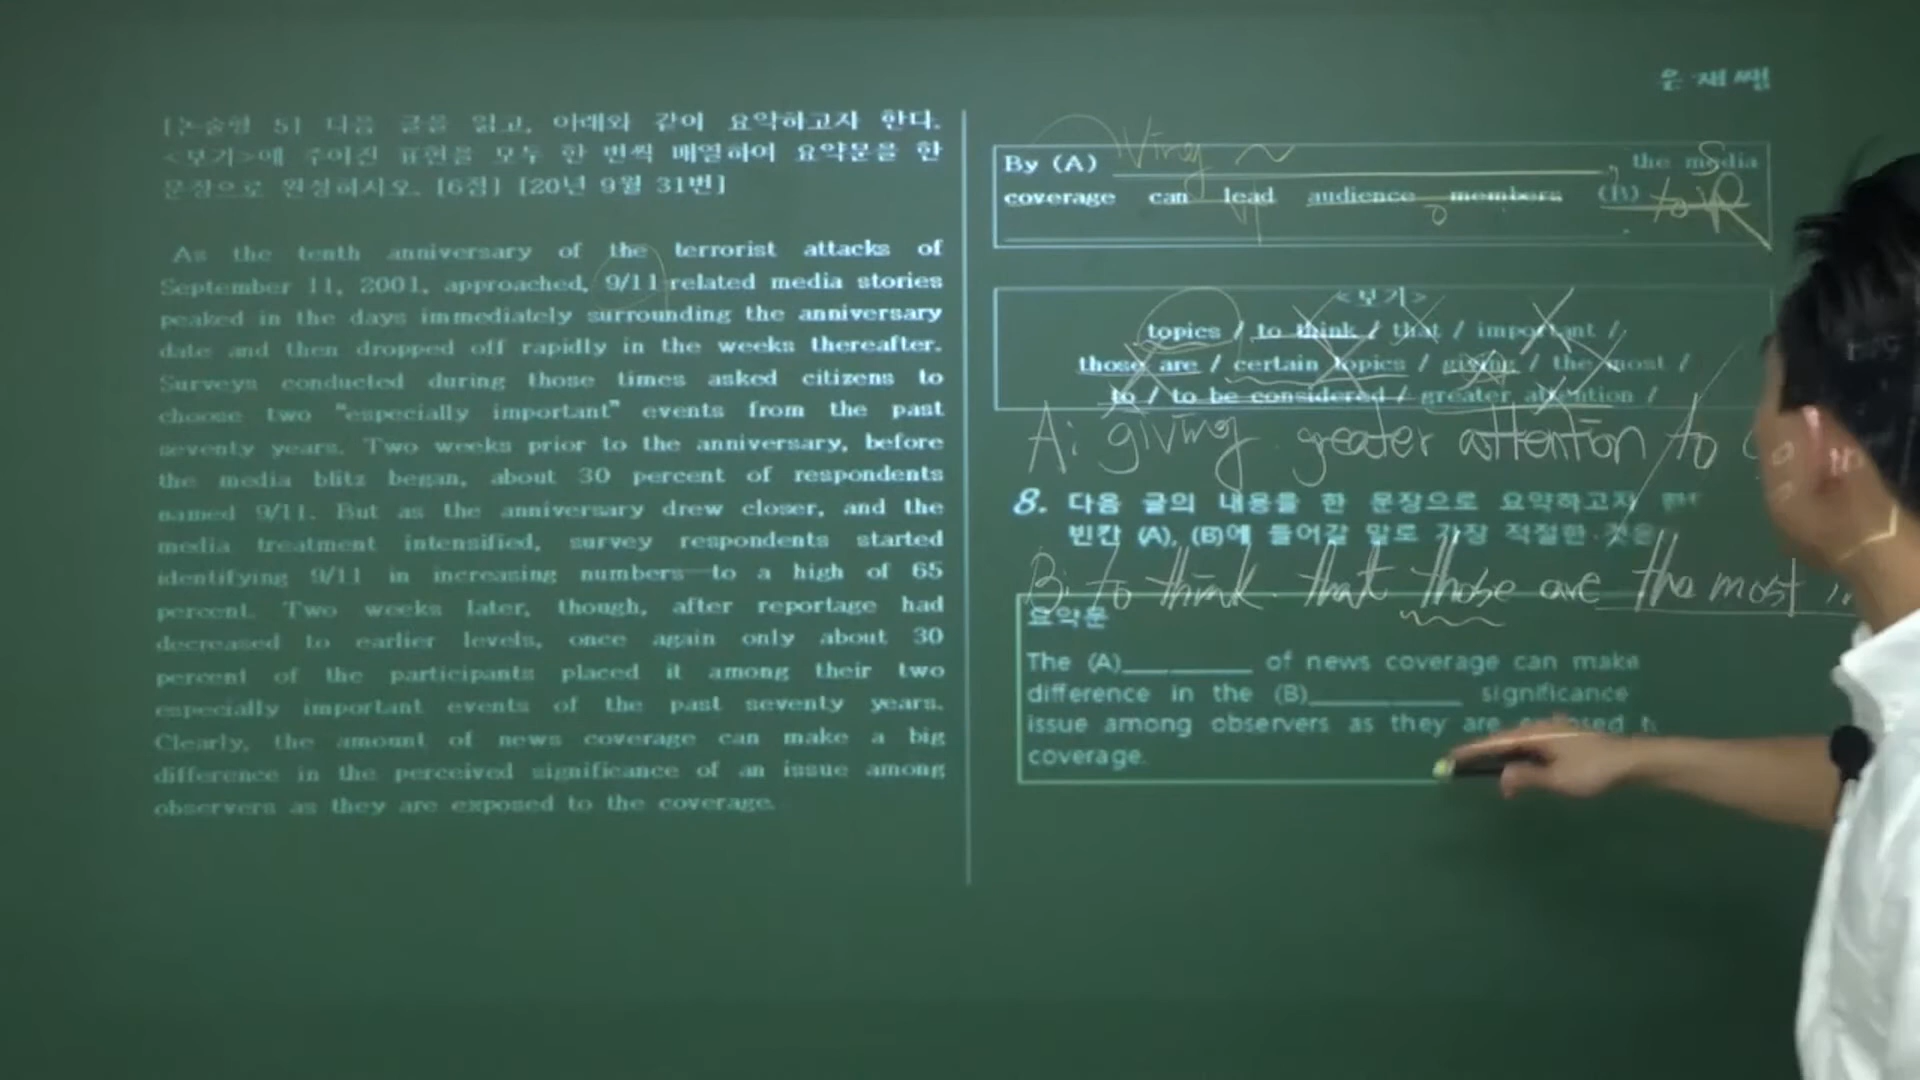 은재쌤
[논술형 5] 다음 글을 읽고, 아래와 같이 요약하고자 한다.
<보기>에 주어진 표현을 모두 한 번씩 배열하여 요약문을 한
문장으로 완성하시오. [6점] [20년 9월 31번]
As the tenth anniversary of the terrorist attacks of
September 11, 2001, approached, 9/11 related media stories
peaked in the days immediately surrounding the anniversary
date and then dropped off rapidly in the weeks thereafter.
Surveys conducted during those times asked citizens to
choose two "especially important" events from the past
seventy years. Two weeks prior to the anniversary, before
the media blitz began, about 30 percent of respondents
named 9/11. But as the anniversary drew closer, and the
media treatment intensified, survey respondents started
identifying 9/11 in increasing numbers—to a high of 65
percent. Two weeks later, though, after reportage had
decreased to earlier levels, once again only about 30
percent of the participants placed it among their two
especially important events of the past seventy years.
Clearly, the amount of news coverage can make a big
difference in the perceived significance of an issue among
observers as they are exposed to the coverage.
Ving ~
By (A) , the media
S
coverage can lead audience members (B) to VR
V
O
<보기>
topics / to think / that / important /
those are / certain topics / giving / the most /
to / to be considered / greater attention /
A: giving greater attention to
8. 다음 글의 내용을 한 문장으로 요약하고자
빈칸 (A), (B)에 들어갈 말로 가장 적절한 것을
B: to think that those are the most
요약문
The (A)__________ of news coverage can make
difference in the (B)__________ significance
issue among observers as they are
coverage.